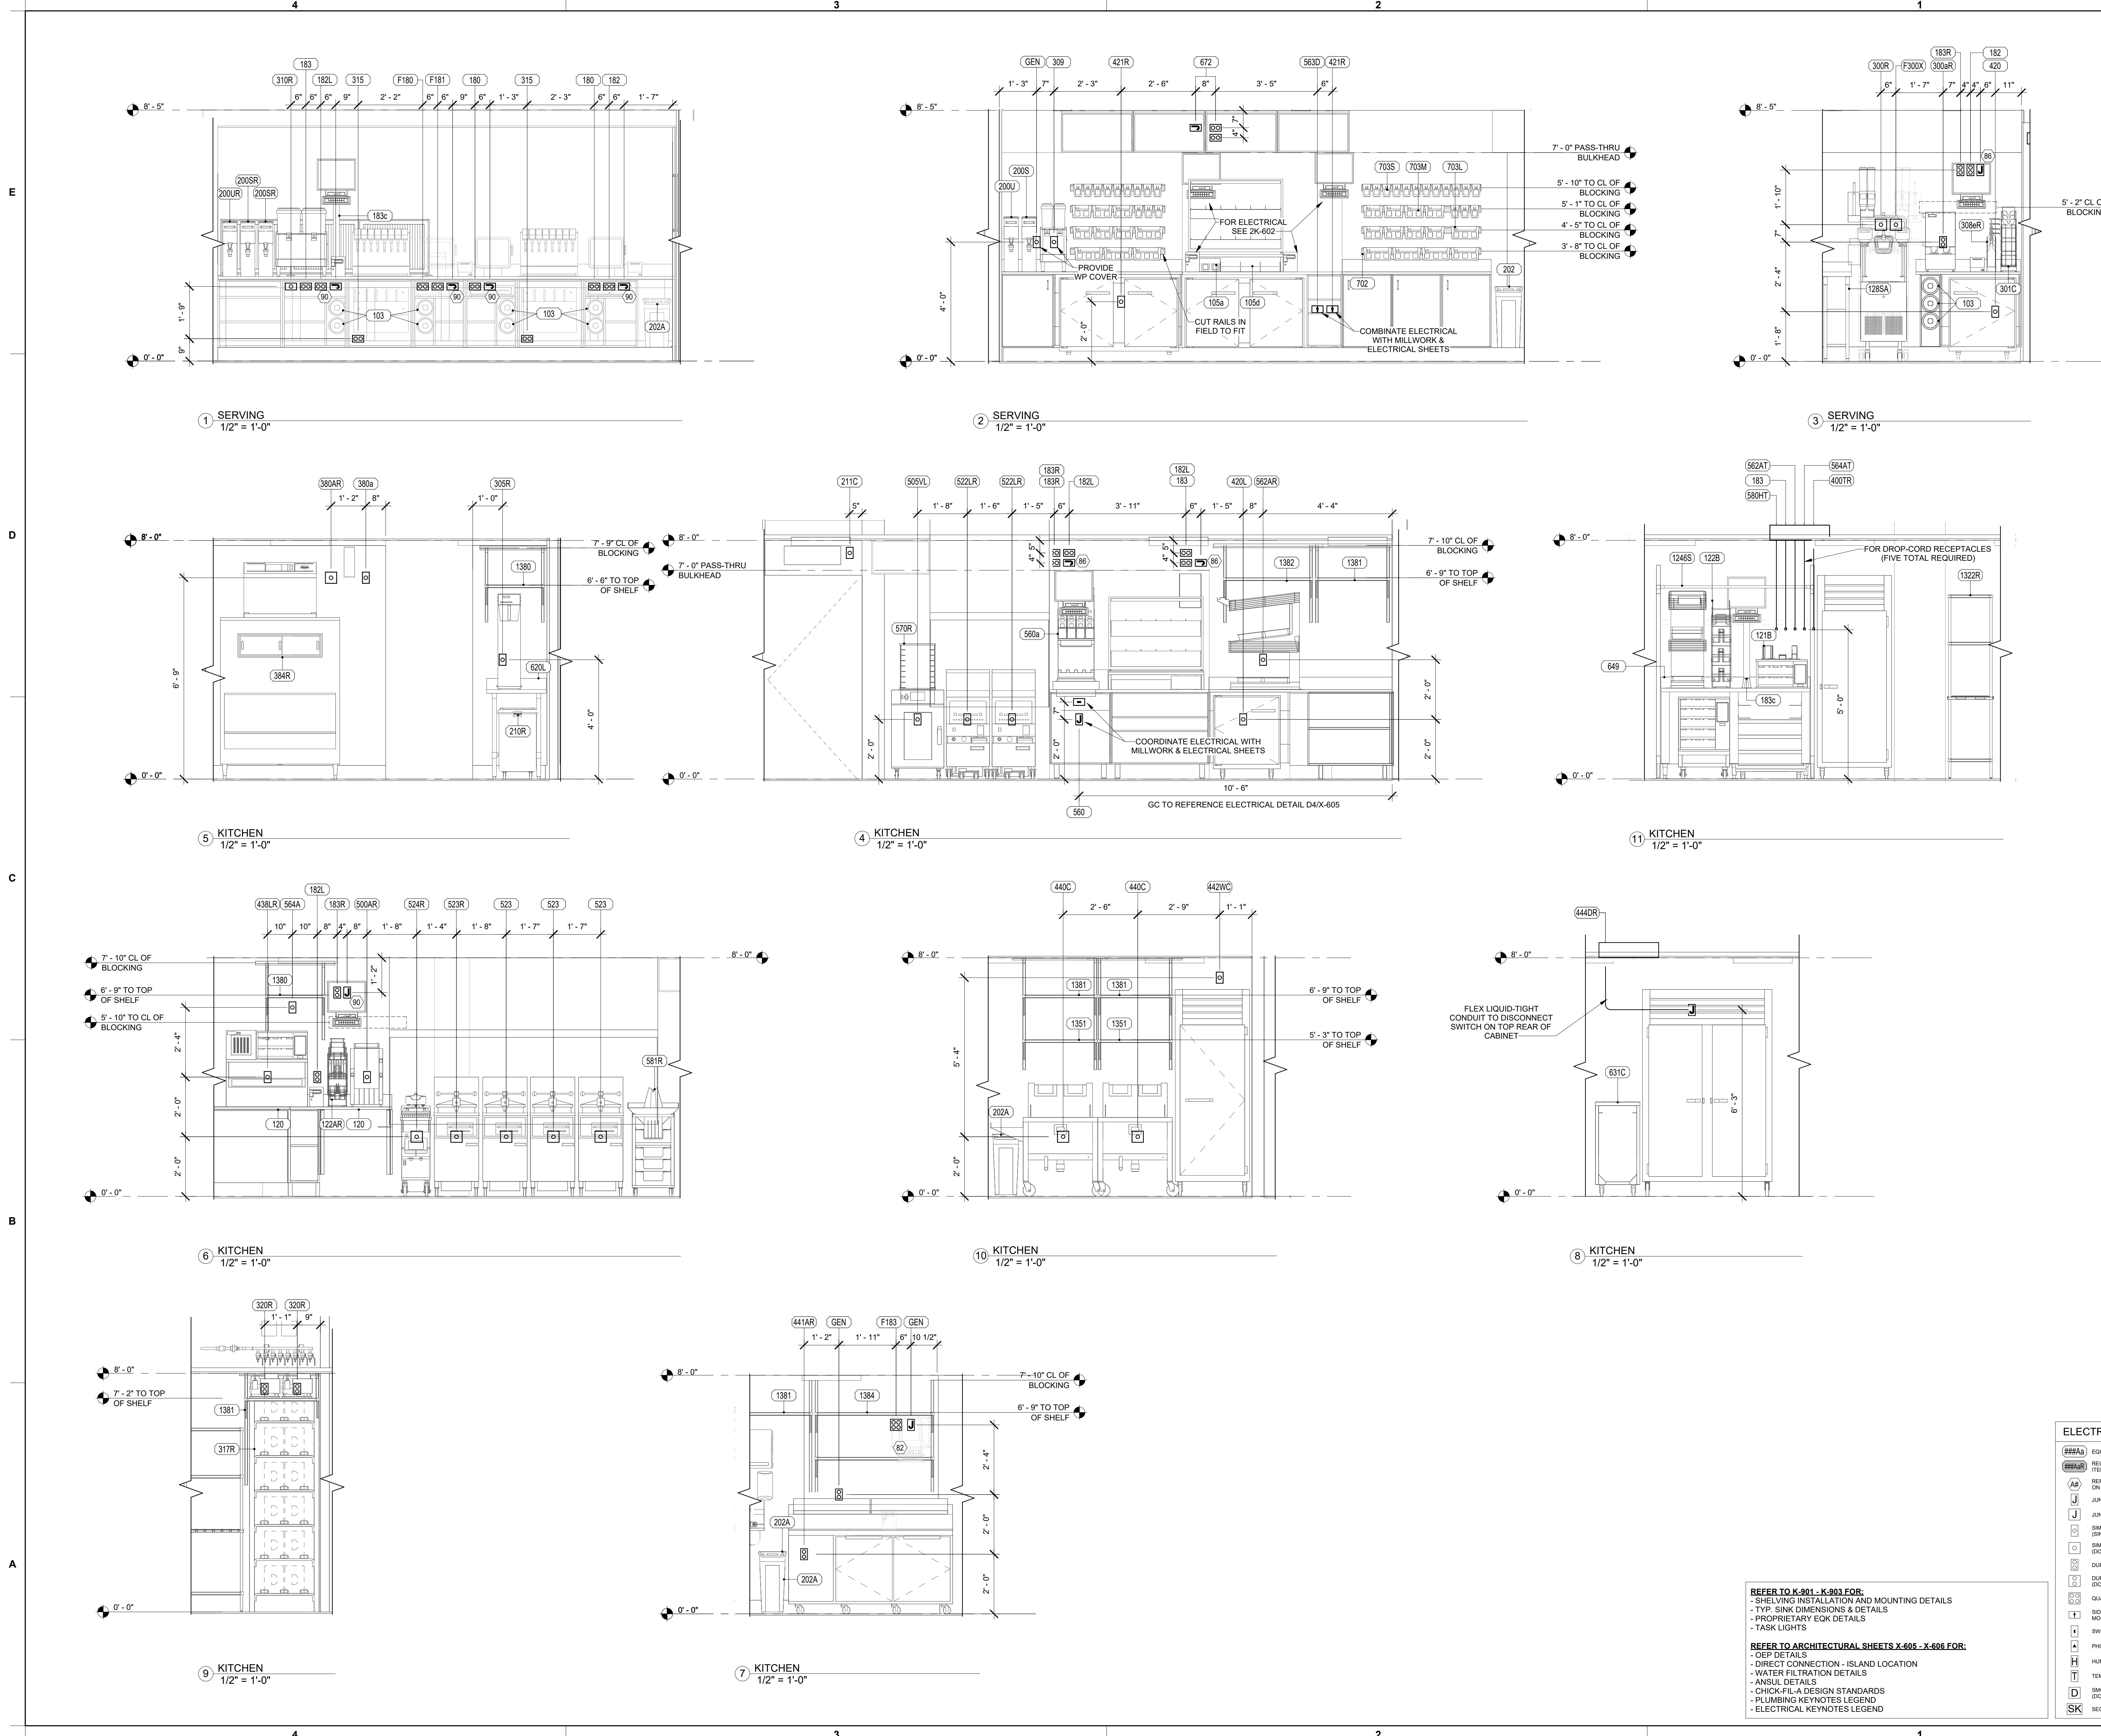 4
3
2
1
E
D
C
B
A
310R
183
182L
315
F180
F181
180
315
180
182
6"
6"
6"
9"
2' - 2"
6"
6"
9"
6"
1' - 3"
2' - 3"
6"
6"
1' - 7"
8' - 5"
200UR
200SR
200SR
183c
90
90
90
90
103
103
202A
1' - 9"
9"
0' - 0"
1
SERVING
1/2" = 1'-0"
GEN
309
421R
672
563D
421R
1' - 3"
7"
2' - 3"
2' - 6"
8"
3' - 5"
6"
8' - 5"
7"
4"
7' - 0" PASS-THRU
BULKHEAD
200U
200S
703S
703M
703L
5' - 10" TO CL OF
BLOCKING
5' - 1" TO CL OF
BLOCKING
4' - 5" TO CL OF
BLOCKING
3' - 8" TO CL OF
BLOCKING
FOR ELECTRICAL
SEE 2K-602
PROVIDE
WP COVER
202
702
105a
105d
4' - 0"
2' - 0"
CUT RAILS IN
FIELD TO FIT
COMBINATE ELECTRICAL
WITH MILLWORK &
ELECTRICAL SHEETS
0' - 0"
2
SERVING
1/2" = 1'-0"
183R
182
300R
F300X
300aR
420
6"
1' - 7"
7"
4"
4"
6"
11"
8' - 5"
86
1' - 10"
7"
2' - 4"
1' - 8"
5' - 2" CL O
BLOCKIN
308eR
128SA
103
301C
0' - 0"
3
SERVING
1/2" = 1'-0"
380AR
380a
305R
1' - 2"
8"
1' - 0"
8' - 0"
7' - 9" CL OF
BLOCKING
1380
6' - 6" TO TOP
OF SHELF
384R
620L
210R
6' - 9"
4' - 0"
0' - 0"
5
KITCHEN
1/2" = 1'-0"
211C
505VL
522LR
522LR
183R
183R
182L
182L
183
420L
562AR
5"
1' - 8"
1' - 6"
1' - 5"
6"
3' - 11"
6"
1' - 5"
8"
4' - 4"
8' - 0"
7' - 0" PASS-THRU
BULKHEAD
5"
4"
86
5"
4"
86
7' - 10" CL OF
BLOCKING
1382
1381
6' - 9" TO TOP
OF SHELF
570R
560a
7"
2' - 0"
2' - 0"
2' - 0"
2' - 0"
COORDINATE ELECTRICAL WITH
MILLWORK & ELECTRICAL SHEETS
0' - 0"
10' - 6"
GC TO REFERENCE ELECTRICAL DETAIL D4/X-605
560
4
KITCHEN
1/2" = 1'-0"
562AT
564AT
183
400TR
580HT
8' - 0"
FOR DROP-CORD RECEPTACLES
(FIVE TOTAL REQUIRED)
1246S
122B
1322R
121B
649
183c
5' - 0"
0' - 0"
11
KITCHEN
1/2" = 1'-0"
182L
438LR
564A
183R
500AR
524R
523R
523
523
523
10"
10"
8"
4"
8"
1' - 8"
1' - 4"
1' - 8"
1' - 7"
1' - 7"
7' - 10" CL OF
BLOCKING
8' - 0"
1380
1' - 2"
6' - 9" TO TOP
OF SHELF
90
5' - 10" TO CL OF
BLOCKING
2' - 4"
2' - 0"
2' - 0"
581R
120
122AR
120
0' - 0"
6
KITCHEN
1/2" = 1'-0"
440C
440C
442WC
2' - 6"
2' - 9"
1' - 1"
8' - 0"
1381
1381
6' - 9" TO TOP
OF SHELF
1351
1351
5' - 3" TO TOP
OF SHELF
5' - 4"
2' - 0"
202A
0' - 0"
10
KITCHEN
1/2" = 1'-0"
444DR
8' - 0"
FLEX LIQUID-TIGHT
CONDUIT TO DISCONNECT
SWITCH ON TOP REAR OF
CABINET
631C
6' - 3"
0' - 0"
8
KITCHEN
1/2" = 1'-0"
320R
320R
1' - 1"
9"
8' - 0"
7' - 2" TO TOP
OF SHELF
1381
317R
0' - 0"
9
KITCHEN
1/2" = 1'-0"
441AR
GEN
F183
GEN
1' - 2"
1' - 11"
6"
10 1/2"
8' - 0"
7' - 10" CL OF
BLOCKING
1381
1384
6' - 9" TO TOP
OF SHELF
82
2' - 4"
2' - 0"
2' - 0"
202A
202A
0' - 0"
7
KITCHEN
1/2" = 1'-0"
REFER TO K-901 - K-903 FOR:
- SHELVING INSTALLATION AND MOUNTING DETAILS
- TYP. SINK DIMENSIONS & DETAILS
- PROPRIETARY EQK DETAILS
- TASK LIGHTS
REFER TO ARCHITECTURAL SHEETS X-605 - X-606 FOR:
- OEP DETAILS
- DIRECT CONNECTION - ISLAND LOCATION
- WATER FILTRATION DETAILS
- ANSUL DETAILS
- CHICK-FIL-A DESIGN STANDARDS
- PLUMBING KEYNOTES LEGEND
- ELECTRICAL KEYNOTES LEGEND
ELECTR
###Aa
###AaR
A#
ON
J
J
H
T
D
SK
4
3
2
1